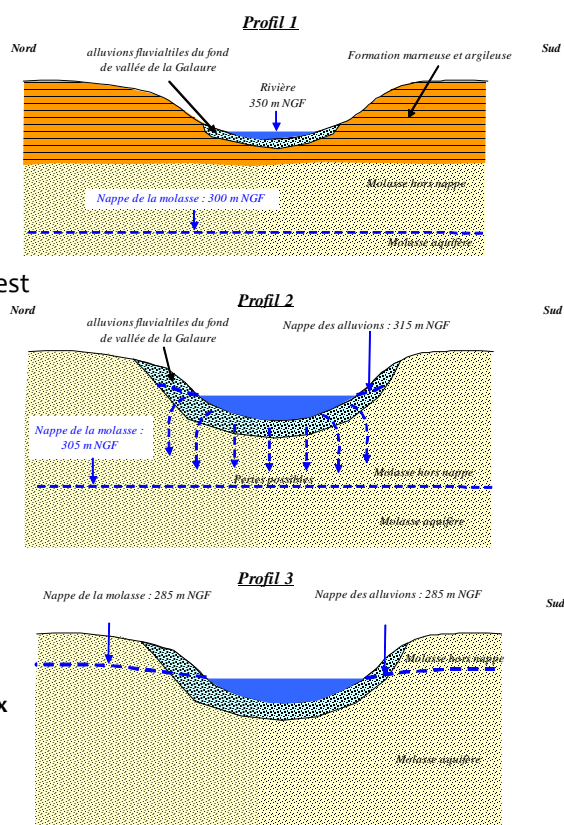 Profil 1
Nord
Sud
alluvions fluvialtiles du fond
de vallée de la Galaure
Formation marneuse et argileuse
Rivière
350 m NGF
Molasse hors nappe
Nappe de la molasse : 300 m NGF
Molasse aquifère
est
Profil 2
Nord
Sud
alluvions fluvialtiles du fond
de vallée de la Galaure
Nappe des alluvions : 315 m NGF
Nappe de la molasse :
305 m NGF
Molasse hors nappe
Pertes possibles
Molasse aquifère
Profil 3
Nappe de la molasse : 285 m NGF
Nappe des alluvions : 285 m NGF
Sud
Molasse hors nappe
x
Molasse aquifère